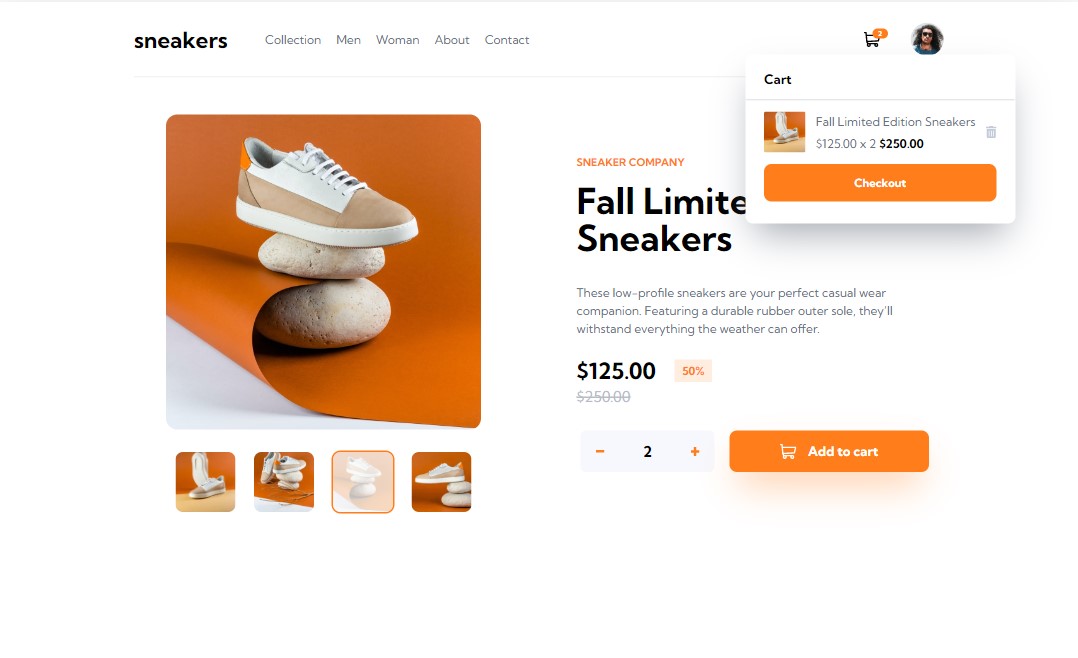 sneakers
Collection Men Woman About Contact
2
Cart
Fall Limited Edition Sneakers
$125.00 x 2 $250.00
Checkout
SNEAKER COMPANY
Fall Limite
Sneakers
These low-profile sneakers are your perfect casual wear
companion. Featuring a durable rubber outer sole, they'll
withstand everything the weather can offer.
$125.00 50%
$250.00
− 2 + Add to cart